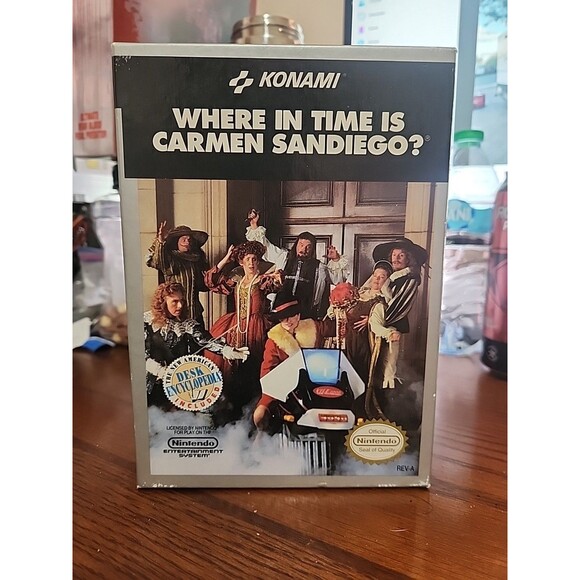 KONAMI®
WHERE IN TIME IS
CARMEN SANDIEGO?®
THE NEW AMERICAN
DESK
ENCYCLOPEDIA
INCLUDED
LICENSED BY NINTENDO
FOR PLAY ON THE
Nintendo
ENTERTAINMENT
SYSTEM®
Official
Nintendo
Seal of Quality
REV-A